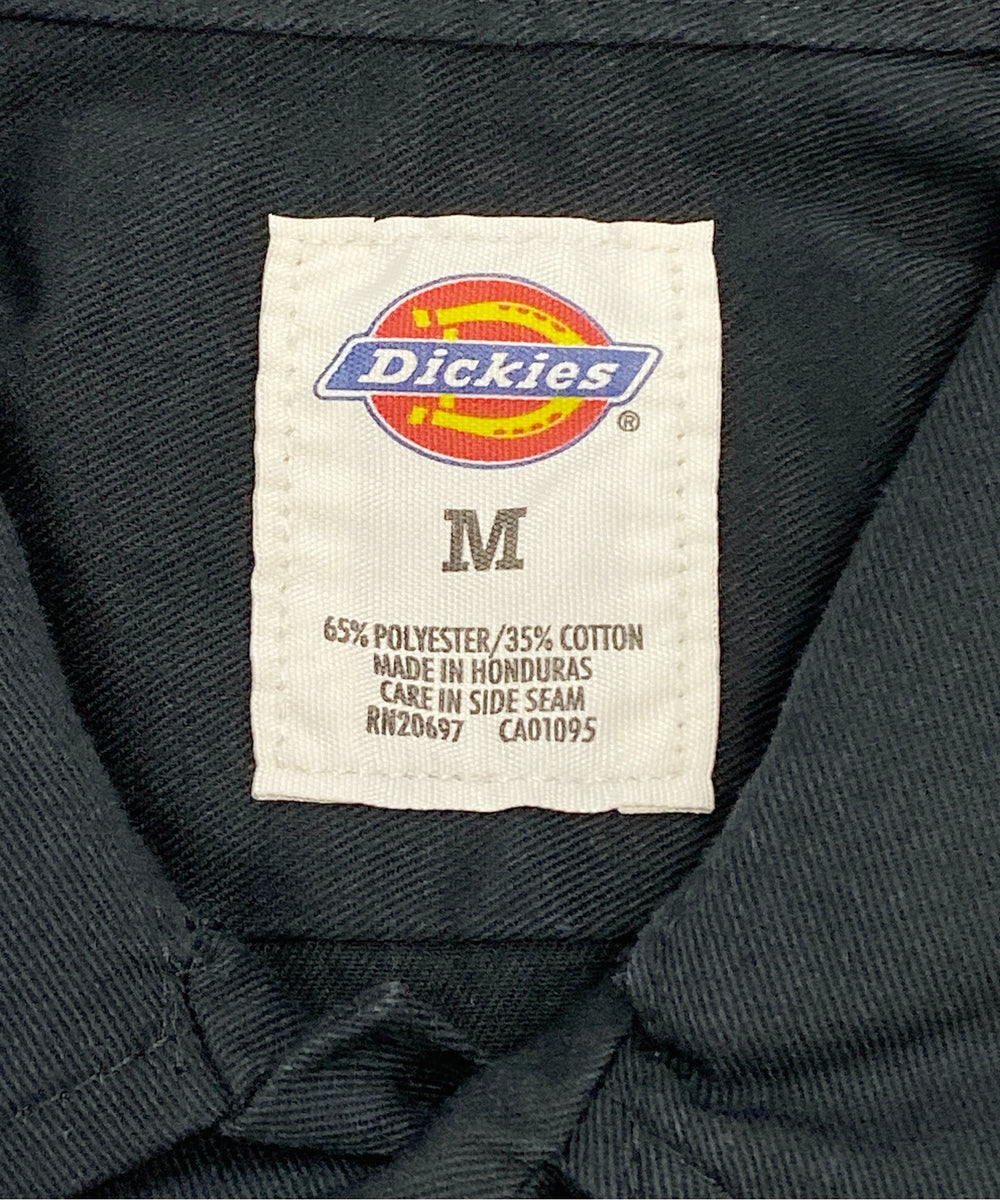 Dickies
®
M
65% POLYESTER/35% COTTON
MADE IN HONDURAS
CARE IN SIDE SEAM
RN20697 CA01095